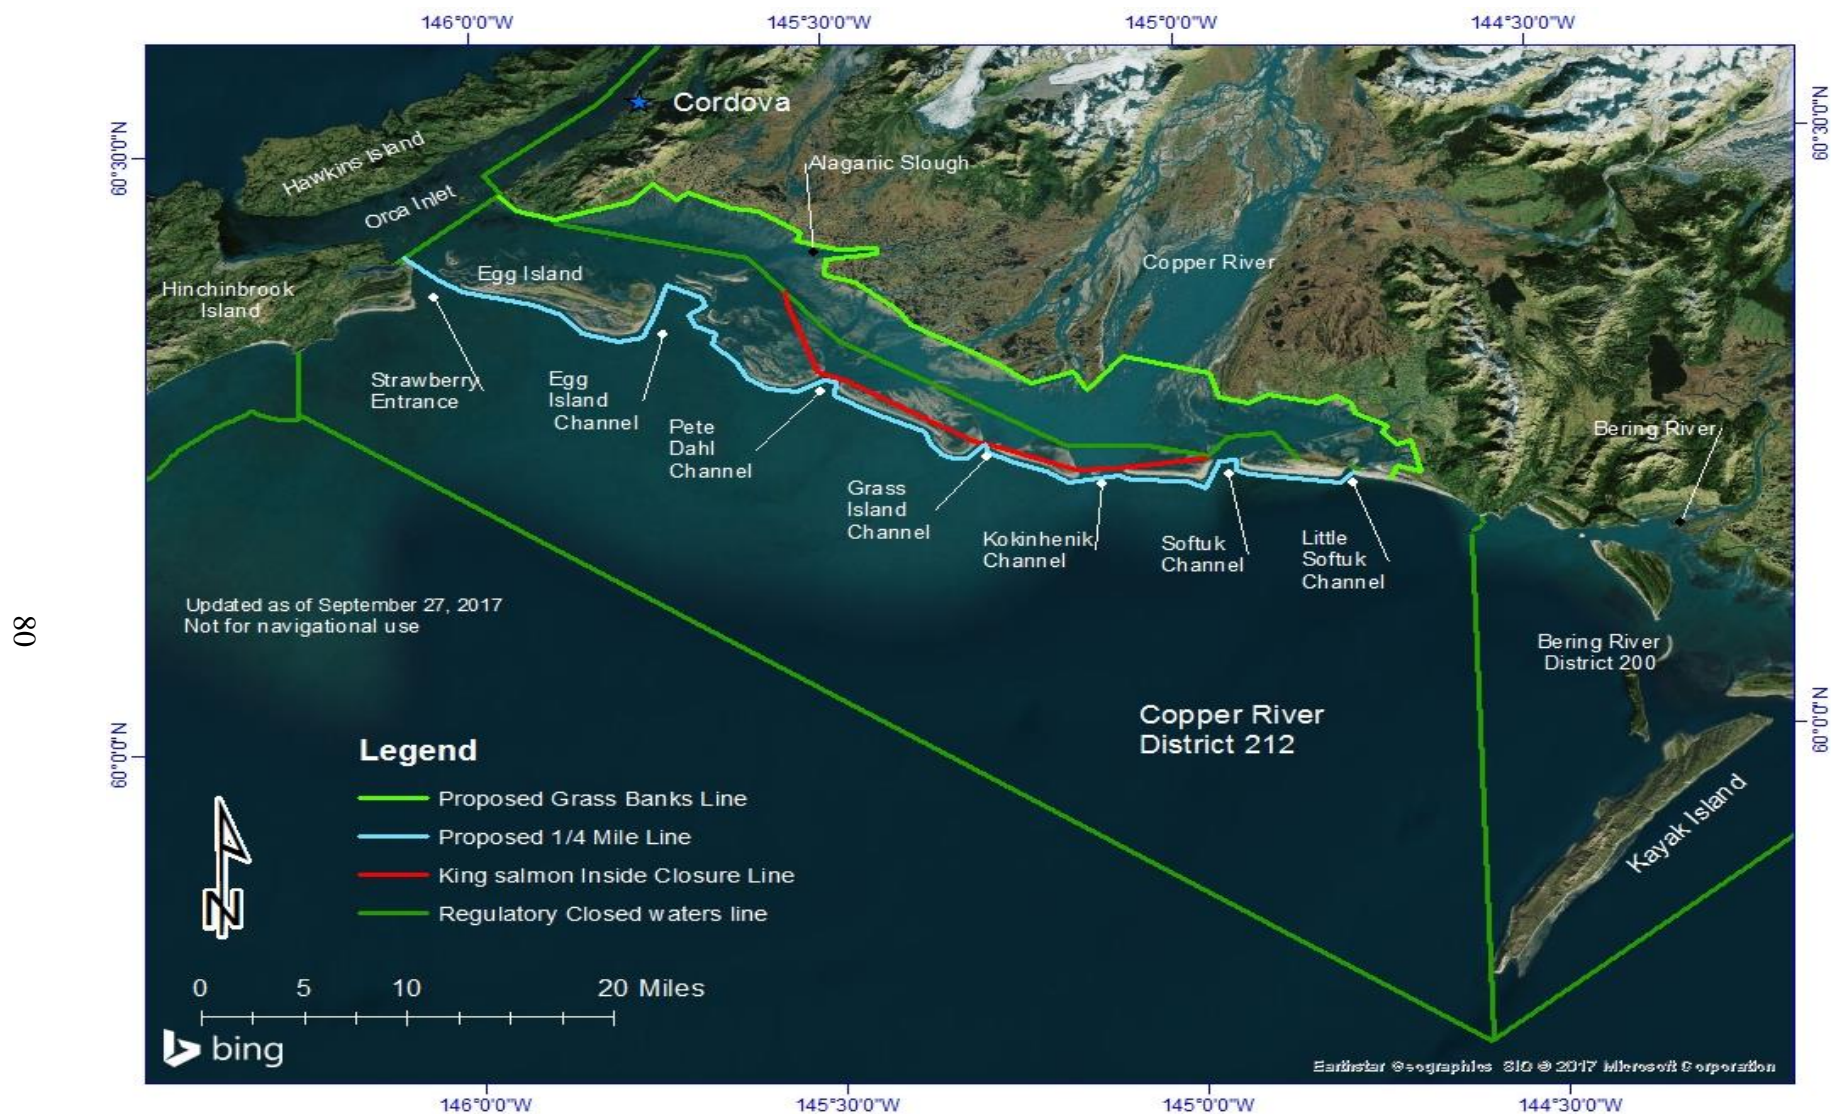 146°0'0"W
145°30'0"W
145°0'0"W
144°30'0"W
60°30'0"N
60°30'0"N
Cordova
Hawkins Island
Orca Inlet
Alaganic Slough
Egg Island
Copper River
Hinchinbrook
Island
Strawberry
Entrance
Egg
Island
Channel
Pete
Dahl
Channel
Grass
Island
Channel
Kokinhenik
Channel
Softuk
Channel
Little
Softuk
Channel
Bering River
Updated as of September 27, 2017
Not for navigational use
80
Bering River
District 200
Copper River
District 212
Kayak Island
60°0'0"N
60°0'0"N
Legend
Proposed Grass Banks Line
Proposed 1/4 Mile Line
King salmon Inside Closure Line
Regulatory Closed waters line
N
0 5 10 20 Miles
bing
Earthstar Geographics SIO © 2017 Microsoft Corporation
146°0'0"W
145°30'0"W
145°0'0"W
144°30'0"W